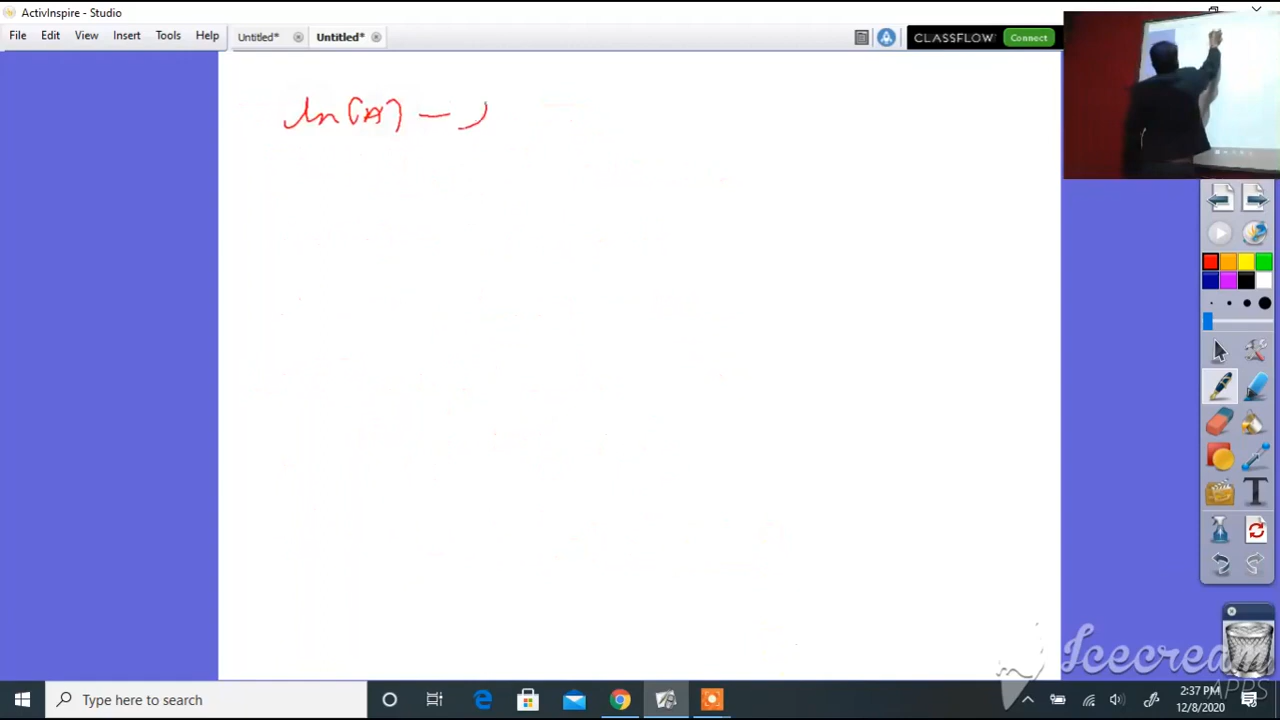 ActivInspire - Studio
File Edit View Insert Tools Help Untitled* Untitled* CLASSFLOW Connect
ln[A] -
T
Icecream
APPS
Type here to search
2:37 PM
12/8/2020